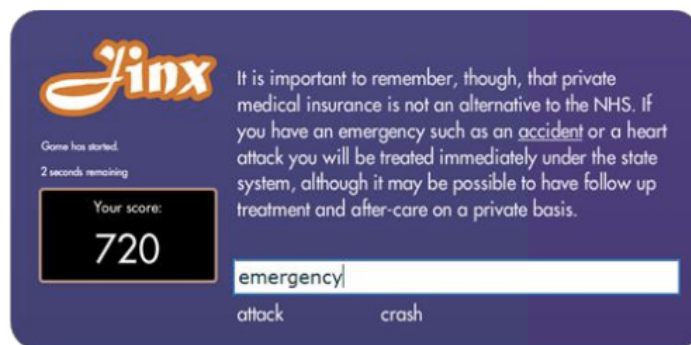 Jinx
Game has started.
2 seconds remaining
Your score:
720
It is important to remember, though, that private
medical insurance is not an alternative to the NHS. If
you have an emergency such as an accident or a heart
attack you will be treated immediately under the state
system, although it may be possible to have follow up
treatment and after-care on a private basis.
emergency
attack crash